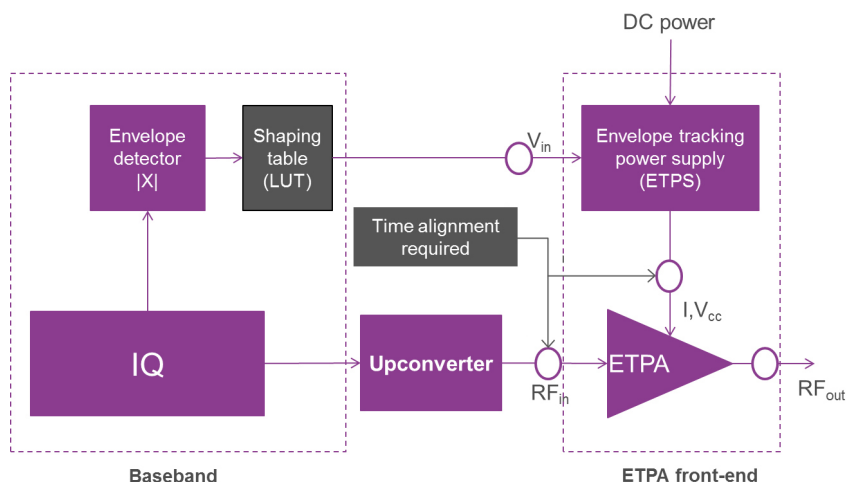 DC power
Envelope
detector
|X|
Shaping
table
(LUT)
V_in
Envelope tracking
power supply
(ETPS)
Time alignment
required
I,V_cc
IQ
Upconverter
RF_in
ETPA
RF_out
Baseband
ETPA front-end